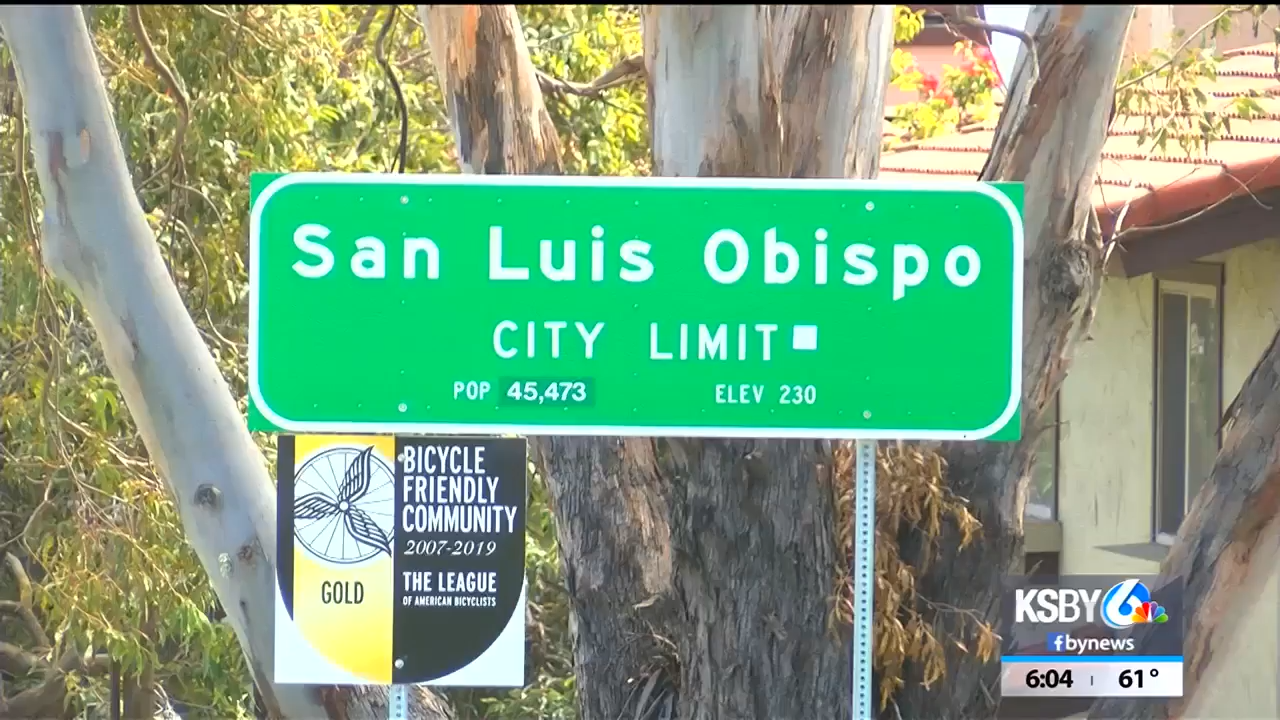 San Luis Obispo
CITY LIMIT
POP 45,473 ELEV 230
BICYCLE
FRIENDLY
COMMUNITY
2007-2019
GOLD
THE LEAGUE
OF AMERICAN BICYCLISTS
KSBY 6
f bynews
6:04 61°